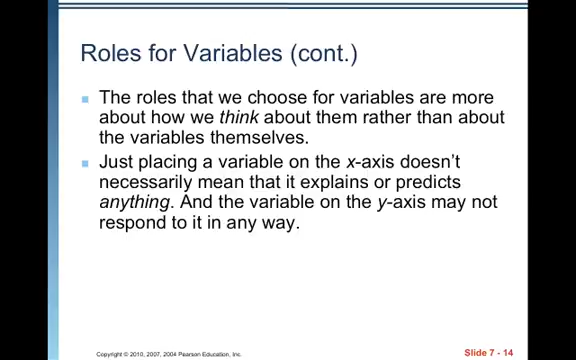 Roles for Variables (cont.)
The roles that we choose for variables are more
about how we think about them rather than about
the variables themselves.
Just placing a variable on the x-axis doesn’t
necessarily mean that it explains or predicts
anything. And the variable on the y-axis may not
respond to it in any way.
Copyright © 2010, 2007, 2004 Pearson Education, Inc.
Slide 7 - 14